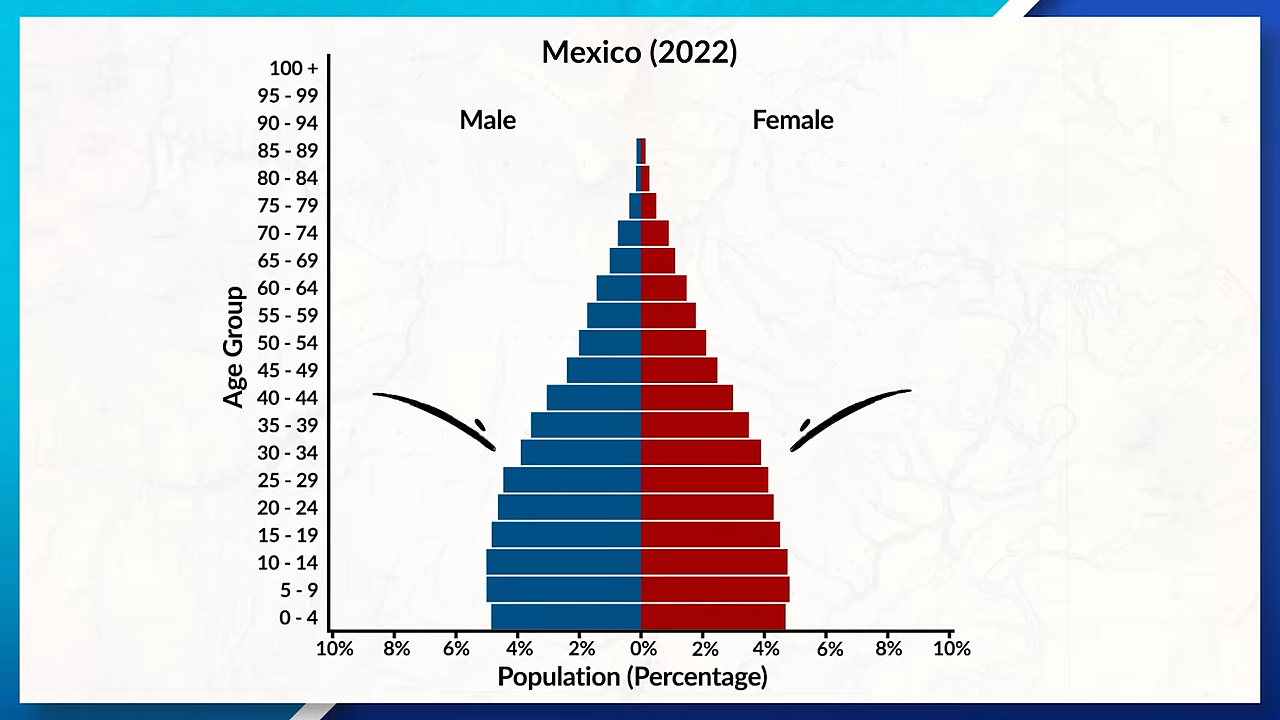 Mexico (2022)
Male
Female
Age Group
100 +
95 - 99
90 - 94
85 - 89
80 - 84
75 - 79
70 - 74
65 - 69
60 - 64
55 - 59
50 - 54
45 - 49
40 - 44
35 - 39
30 - 34
25 - 29
20 - 24
15 - 19
10 - 14
5 - 9
0 - 4
10% 8% 6% 4% 2% 0% 2% 4% 6% 8% 10%
Population (Percentage)